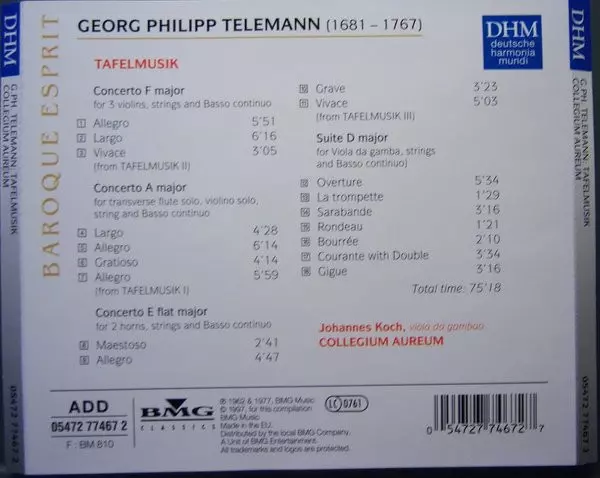 GEORG PHILIPP TELEMANN (1681 – 1767)
DHM
deutsche
harmonia
mundi
BAROQUE ESPRIT
TAFELMUSIK
Concerto F major
for 3 violins, strings and Basso continuo
1 Allegro 5'51
2 Largo 6'16
3 Vivace 3'05
(from TAFELMUSIK II)
Concerto A major
for transverse flute solo, violino solo,
string and Basso continuo
4 Largo 4'28
5 Allegro 6'14
6 Gratioso 4'14
7 Allegro 5'59
(from TAFELMUSIK I)
Concerto E flat major
for 2 horns, strings and Basso continuo
8 Maestoso 2'41
9 Allegro 4'47
10 Grave 3'23
11 Vivace 5'03
(from TAFELMUSIK III)
Suite D major
for Viola da gamba, strings
and Basso continuo)
12 Overture 5'34
13 La trompette 1'29
14 Sarabande 3'16
15 Rondeau 1'21
16 Bourrée 2'10
17 Courante with Double 3'34
18 Gigue 3'16
Total time: 75'18
Johannes Koch, viola da gambao
COLLEGIUM AUREUM
ADD
05472 77467 2
F : BM 810
BMG
CLASSICS
℗ 1962 & 1977, BMG Music
© 1997, for this compilation
BMG Music
Made in the EU.
Distributed by the local BMG Company.
A Unit of BMG Entertainment.
All trademarks and logos are protected.
LC 0761
0 54727 74672 7
DHM
G.PH. TELEMANN: TAFELMUSIK
COLLEGIUM AUREUM
05472 77467 2
DHM
G.PH. TELEMANN: TAFELMUSIK
COLLEGIUM AUREUM
05472 77467 2